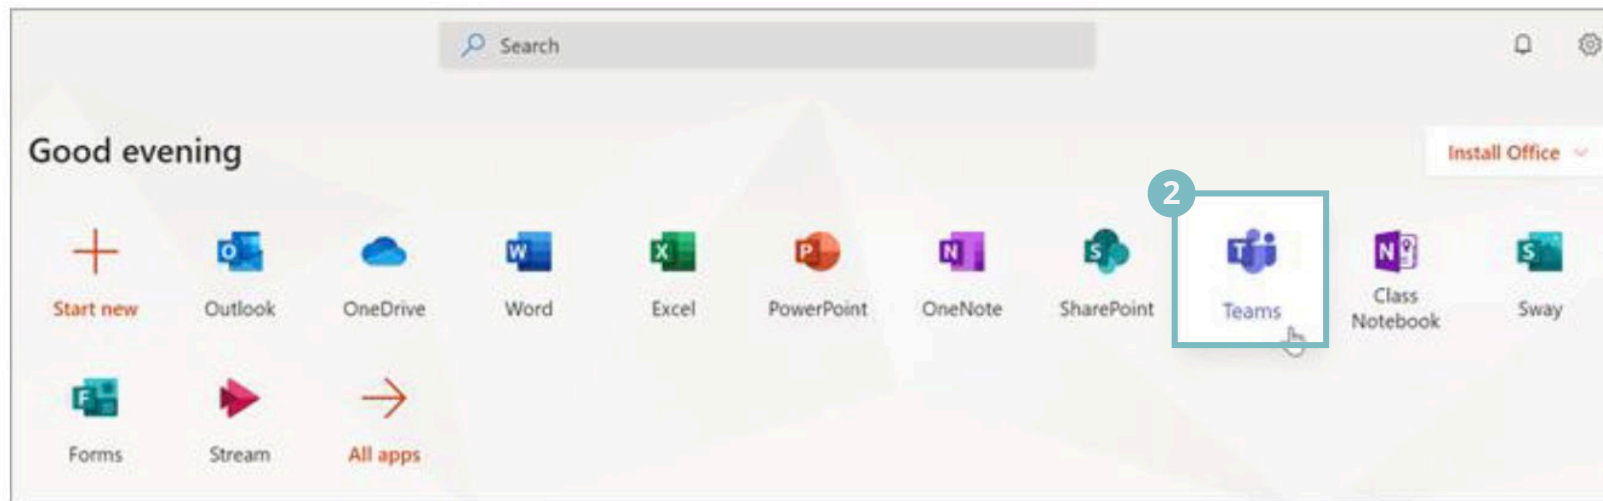 Search
Good evening
Install Office
2
O
W
X
P
N
S
T
N
S
Start new
Outlook
OneDrive
Word
Excel
PowerPoint
OneNote
SharePoint
Teams
Class
Notebook
Sway
F
Forms
Stream
All apps